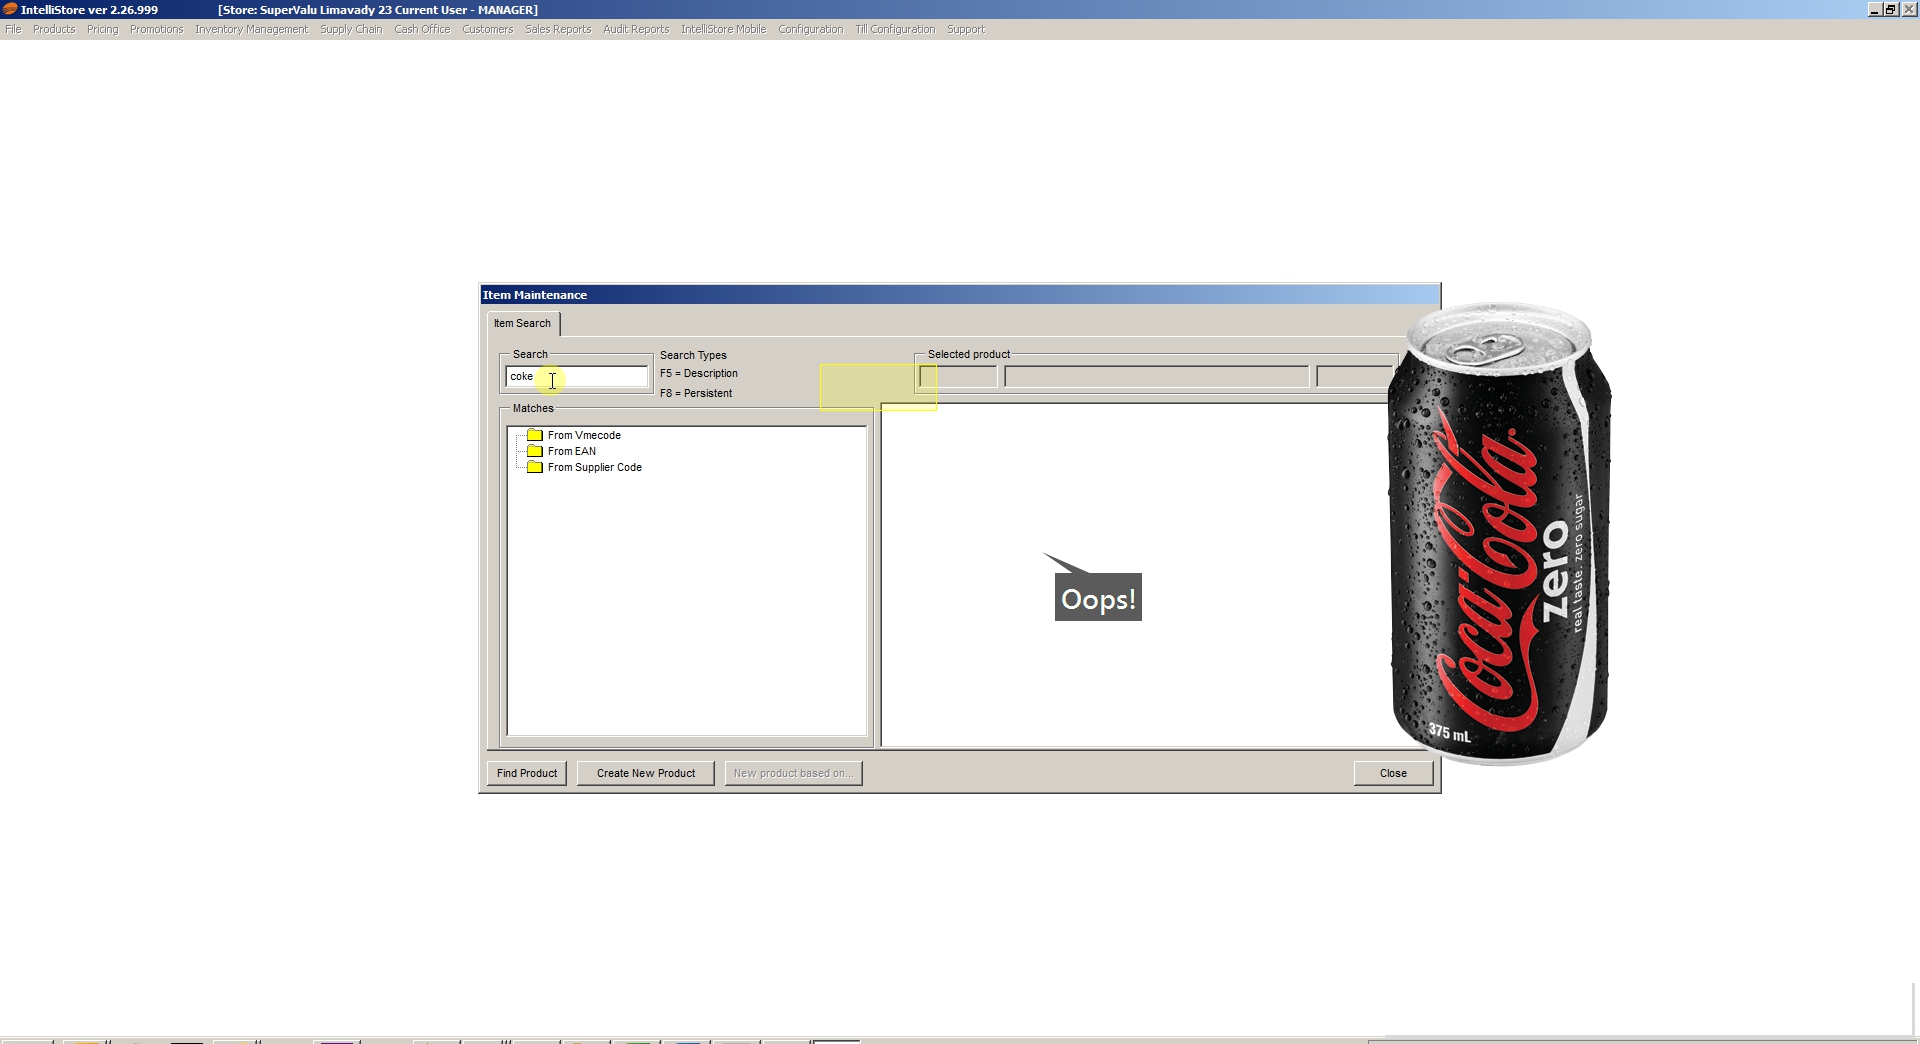 IntelliStore ver 2.26.999 [Store: SuperValu Limavady 23 Current User - MANAGER]
File Products Pricing Promotions Inventory Management Supply Chain Cash Office Customers Sales Reports Audit Reports IntelliStore Mobile Configuration Till Configuration Support
Item Maintenance
Item Search
Search
coke
Search Types
F5 = Description
F8 = Persistent
Selected product
Matches
From Vmecode
From EAN
From Supplier Code
Oops!
Coca-Cola
zero
real taste. zero sugar
375 mL
Find Product
Create New Product
New product based on...
Close